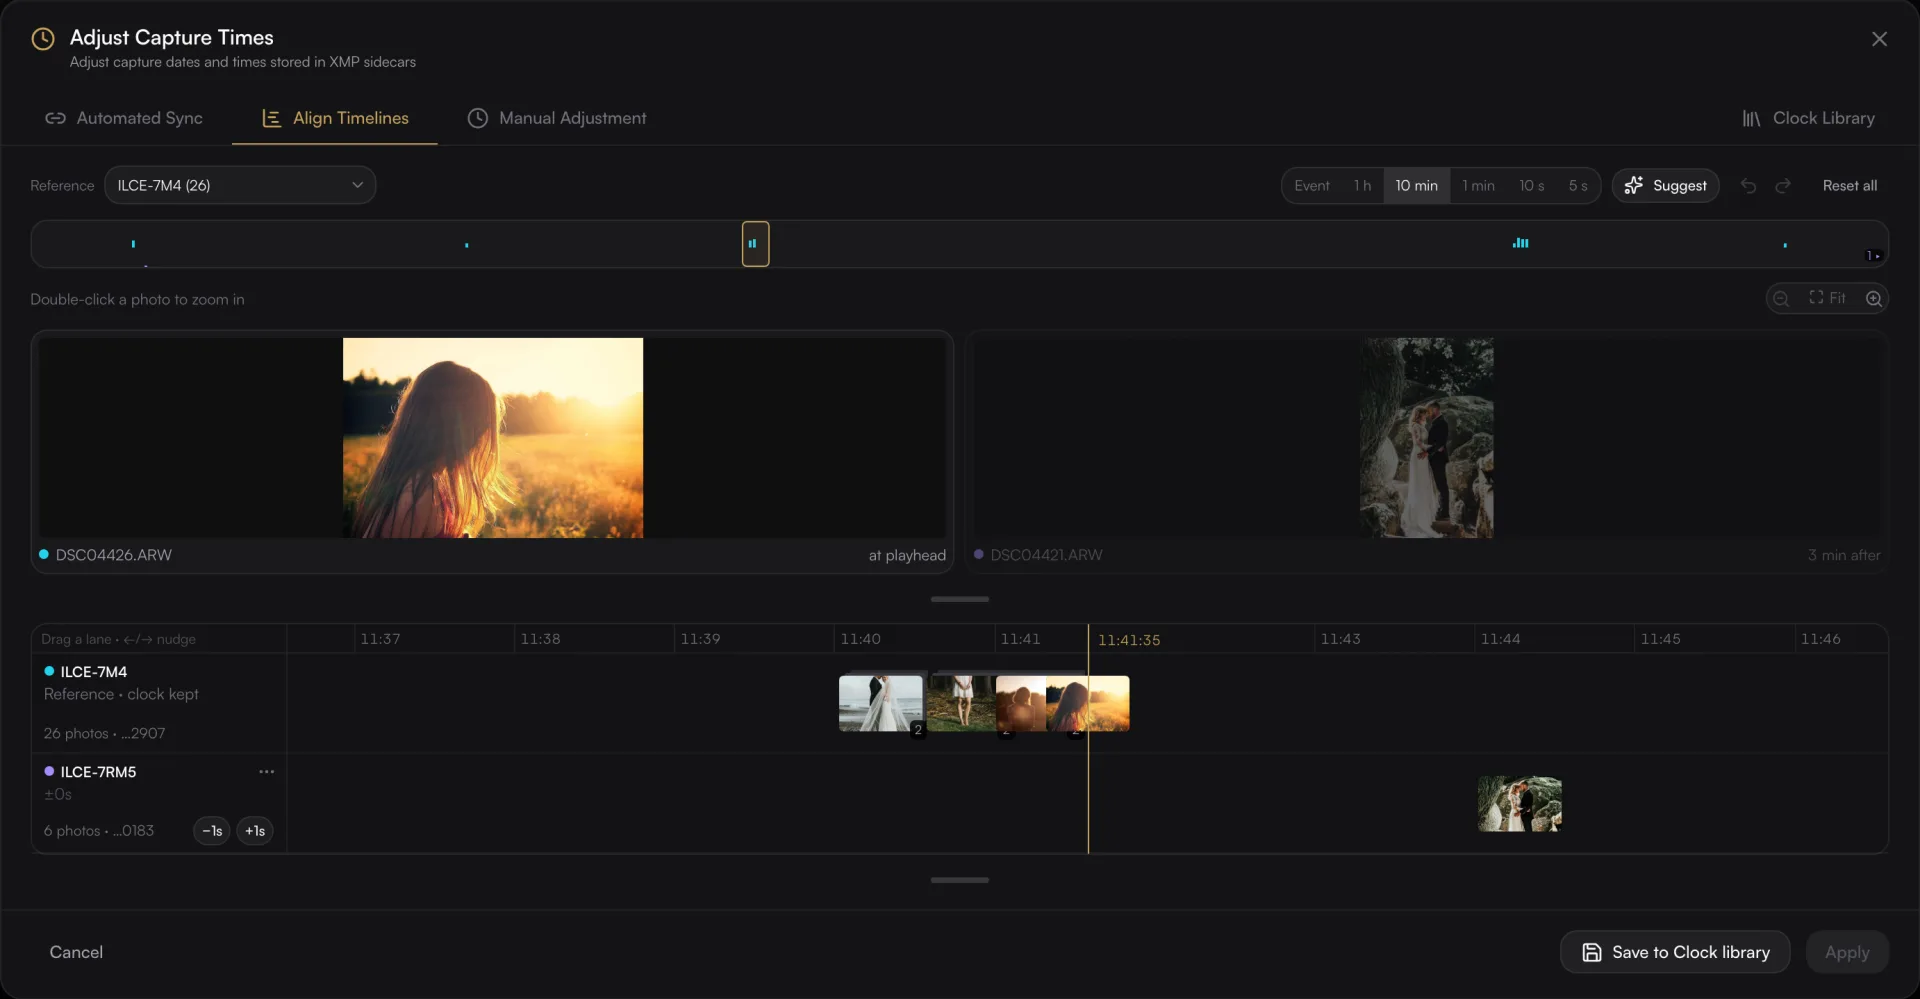 Adjust Capture Times
Adjust capture dates and times stored in XMP sidecars
Automated Sync
Align Timelines
Manual Adjustment
Clock Library
Reference
ILCE-7M4 (26)
Event 1 h 10 min 1 min 10 s 5 s
Suggest
Reset all
1
Double-click a photo to zoom in
Fit
DSC04426.ARW
at playhead
DSC04421.ARW
3 min after
Drag a lane · ←/→ nudge
11:37 11:38 11:39 11:40 11:41 11:41:35 11:43 11:44 11:45 11:46
ILCE-7M4
Reference · clock kept
26 photos · ...2907
2 2 2
ILCE-7RM5
±0s
6 photos · ...0183
−1s +1s
Cancel
Save to Clock library
Apply